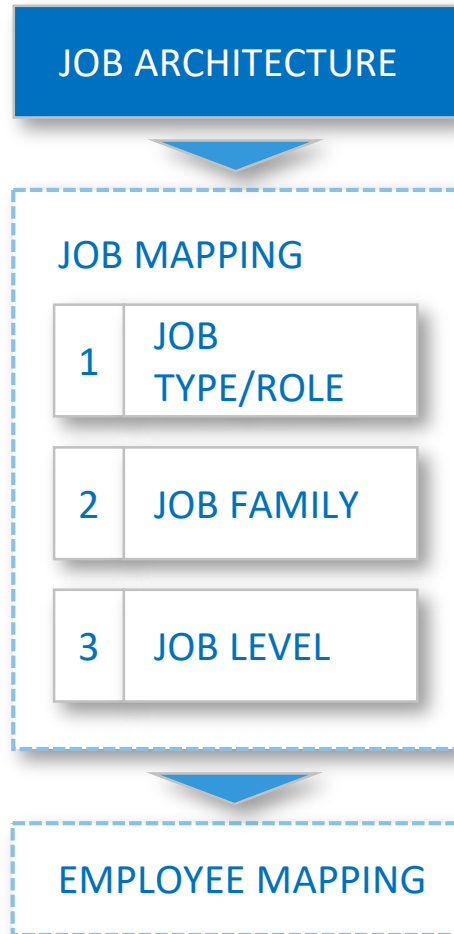 JOB ARCHITECTURE
JOB MAPPING
1
JOB
TYPE/ROLE
2
JOB FAMILY
3
JOB LEVEL
EMPLOYEE MAPPING